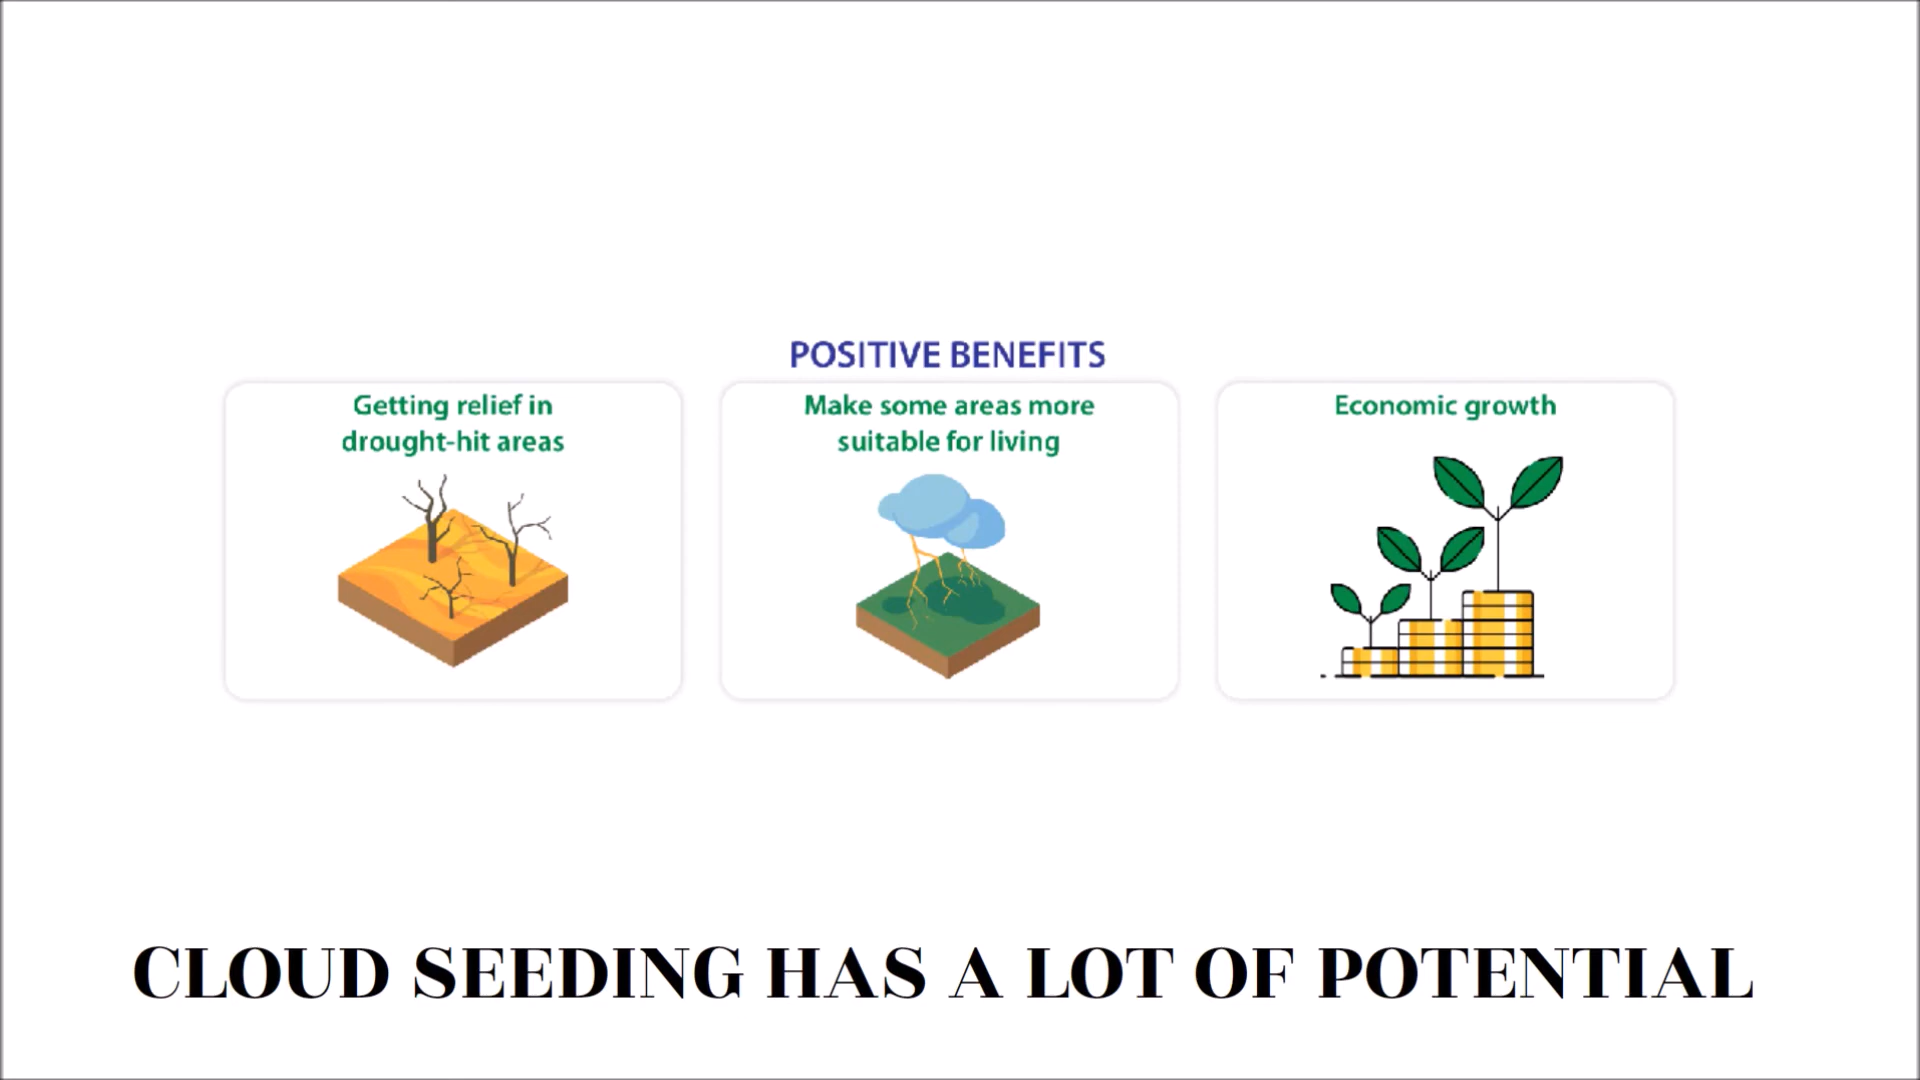 POSITIVE BENEFITS
Getting relief in
drought-hit areas
Make some areas more
suitable for living
Economic growth
CLOUD SEEDING HAS A LOT OF POTENTIAL